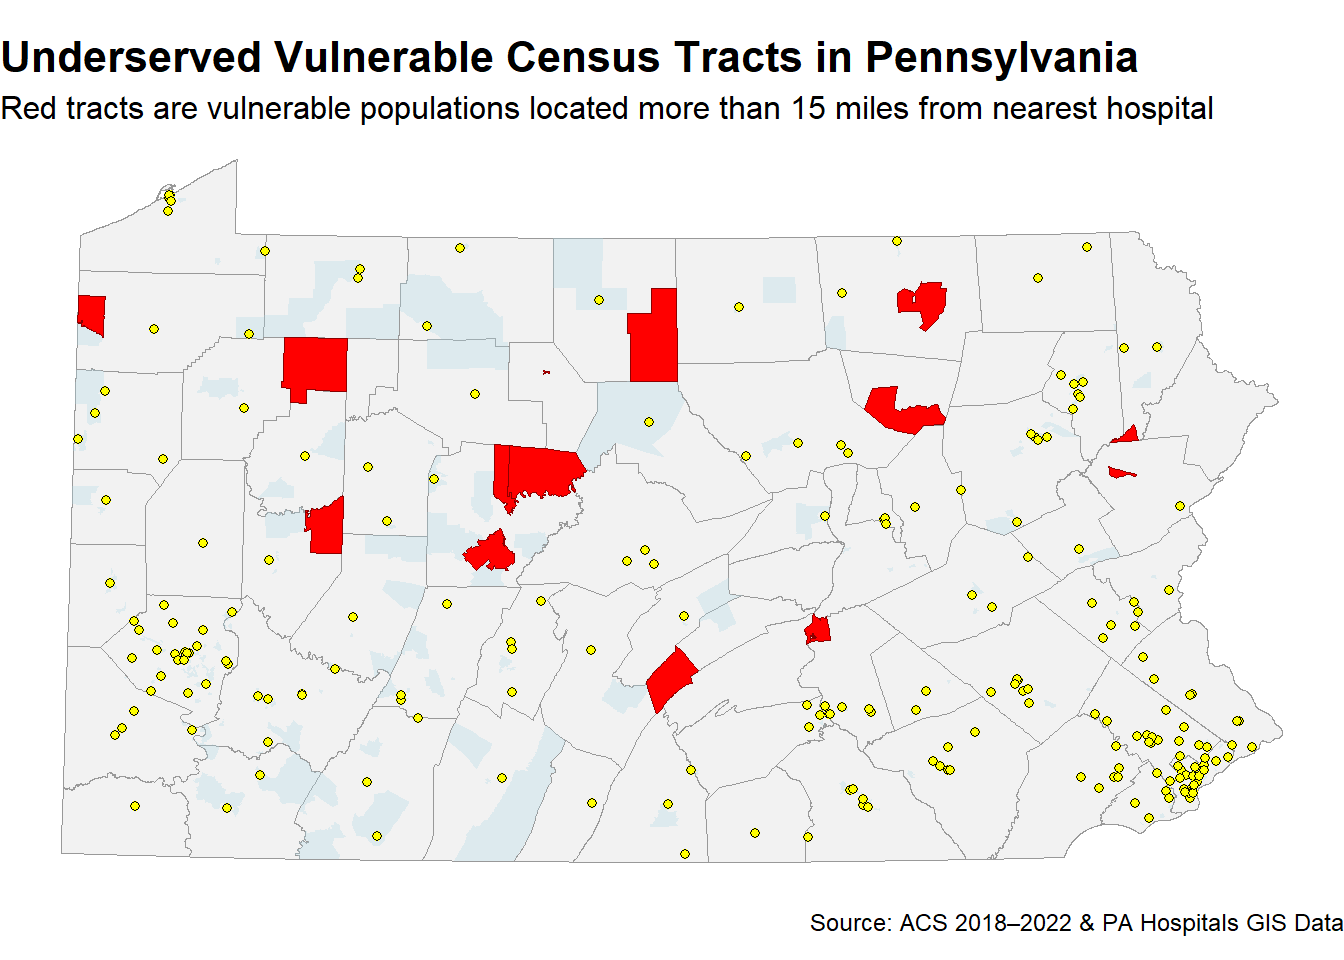 Underserved Vulnerable Census Tracts in Pennsylvania
Red tracts are vulnerable populations located more than 15 miles from nearest hospital
Source: ACS 2018–2022 & PA Hospitals GIS Data